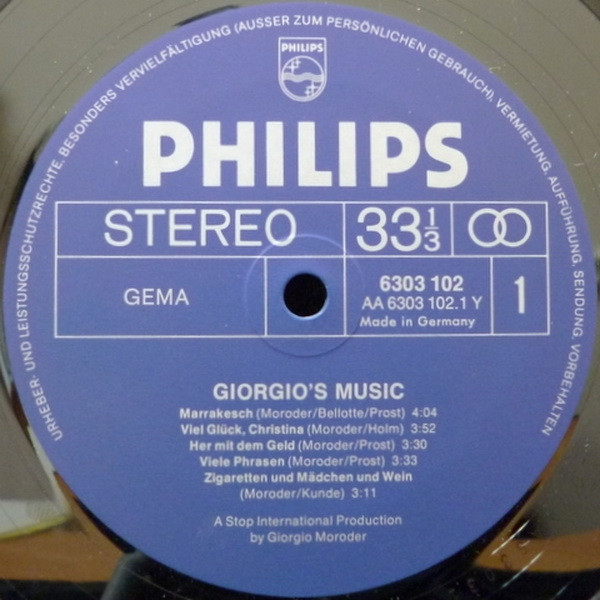 URHEBER- UND LEISTUNGSSCHUTZRECHTE, BESONDERS VERVIELFÄLTIGUNG (AUSSER ZUM PERSÖNLICHEN GEBRAUCH), VERMIETUNG, AUFFÜHRUNG, SENDUNG, VORBEHALTEN
PHILIPS
PHILIPS
STEREO 33 1/3
GEMA 6303 102 1
AA 6303 102.1 Y
Made in Germany
GIORGIO'S MUSIC
Marrakesch (Moroder/Bellotte/Prost) 4:04
Viel Glück, Christina (Moroder/Holm) 3:52
Her mit dem Geld (Moroder/Prost) 3:30
Viele Phrasen (Moroder/Prost) 3:33
Zigaretten und Mädchen und Wein
(Moroder/Kunde) 3:11
A Stop International Production
by Giorgio Moroder